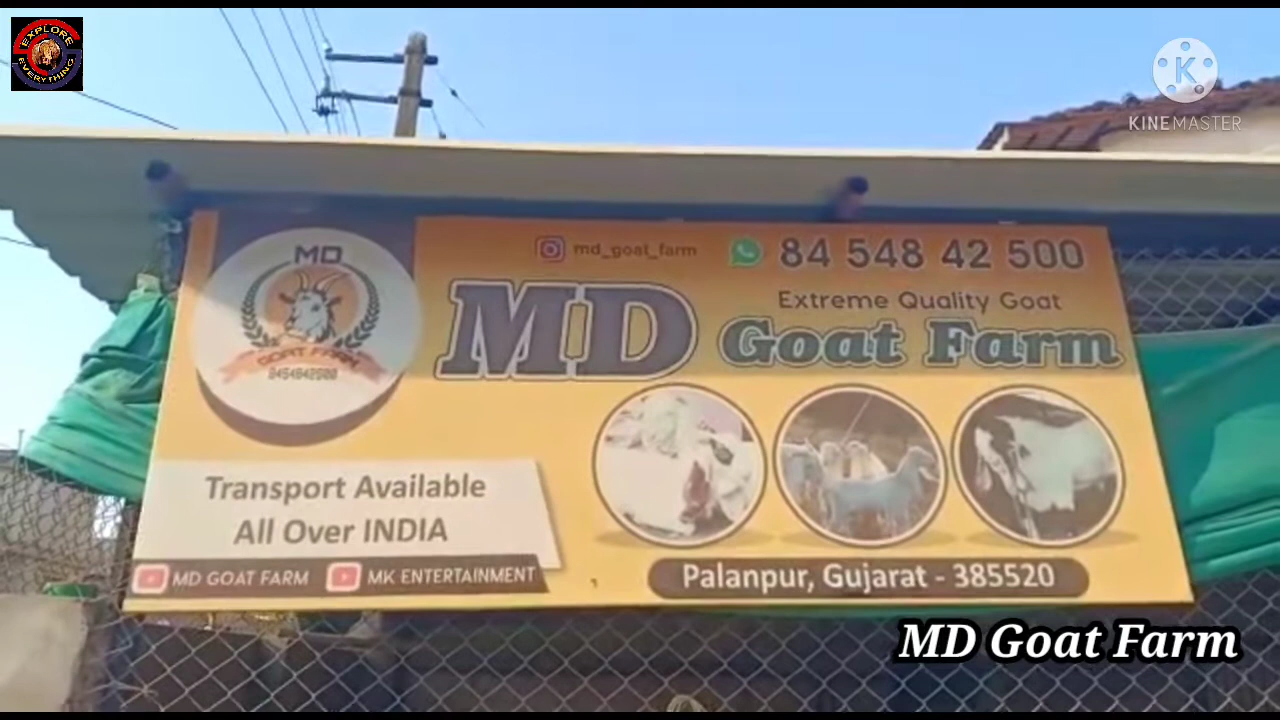 EXPLORE
EVERYTHING
KINEMASTER
md_goat_farm
84 548 42 500
Extreme Quality Goat
MD Goat Farm
MD
GOAT FARM
8454842500
Transport Available
All Over INDIA
MD GOAT FARM
MK ENTERTAINMENT
Palanpur, Gujarat - 385520
MD Goat Farm